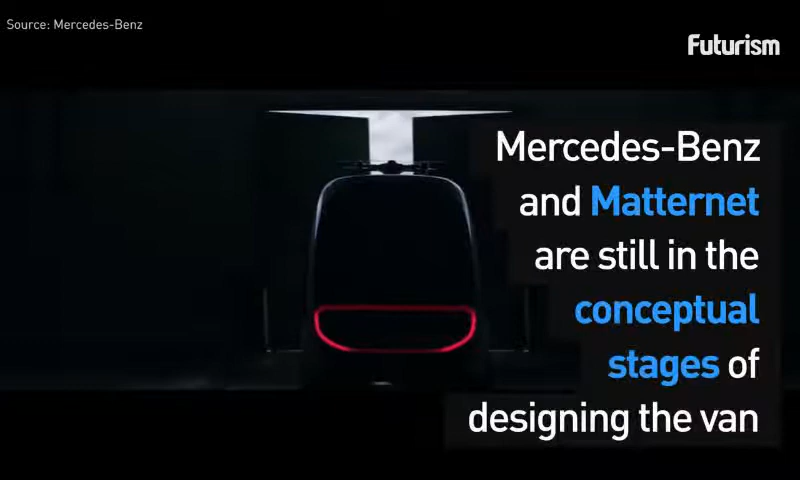 Source: Mercedes-Benz
Futurism
Mercedes-Benz
and Matternet
are still in the
conceptual
stages of
designing the van